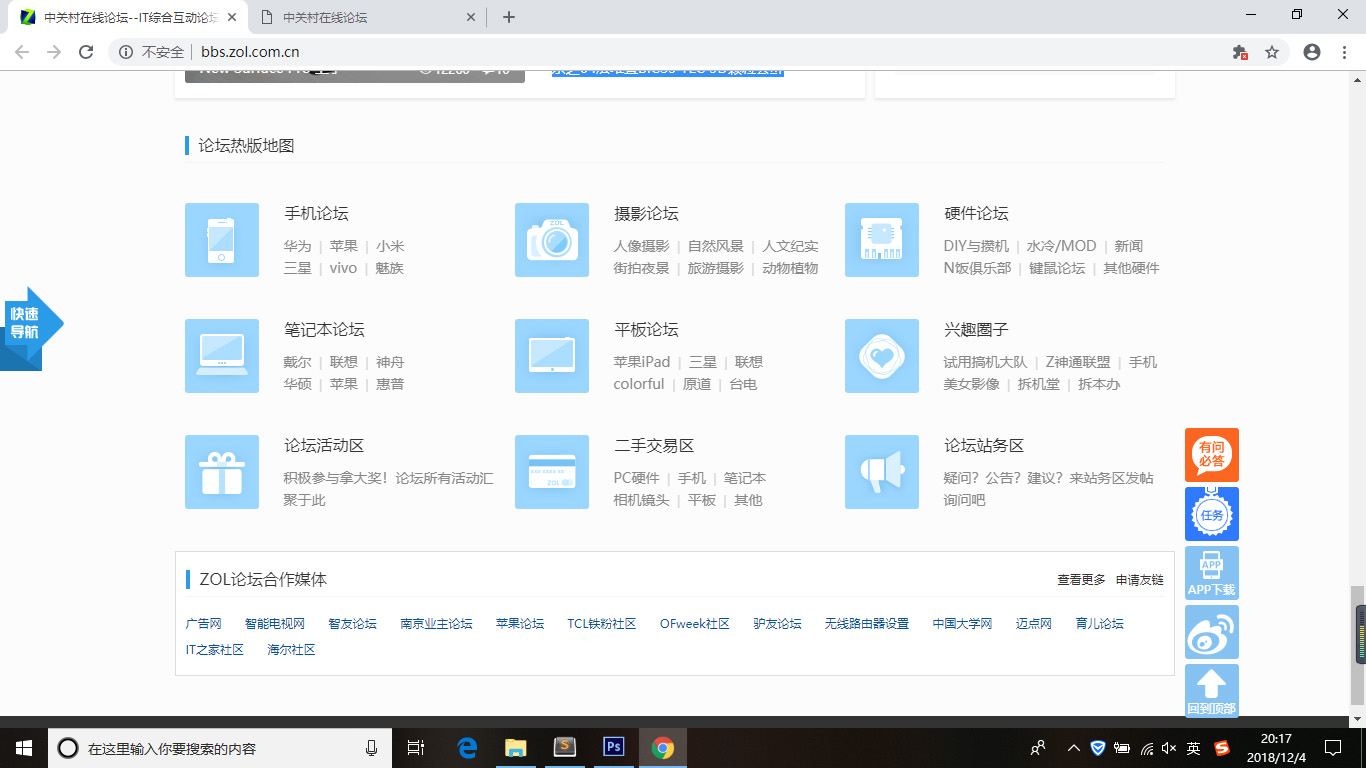 中关村在线论坛--IT综合互动论坛
中关村在线论坛
不安全 bbs.zol.com.cn
12260 10
论坛热版地图
手机论坛
华为 | 苹果 | 小米
三星 | vivo | 魅族
摄影论坛
人像摄影 | 自然风景 | 人文纪实
街拍夜景 | 旅游摄影 | 动物植物
硬件论坛
DIY与攒机 | 水冷/MOD | 新闻
N饭俱乐部 | 键鼠论坛 | 其他硬件
快速
导航
笔记本论坛
戴尔 | 联想 | 神舟
华硕 | 苹果 | 惠普
平板论坛
苹果iPad | 三星 | 联想
colorful | 原道 | 台电
兴趣圈子
试用搞机大队 | Z神通联盟 | 手机
美女影像 | 拆机堂 | 拆本办
论坛活动区
积极参与拿大奖！论坛所有活动汇
聚于此
二手交易区
PC硬件 | 手机 | 笔记本
相机镜头 | 平板 | 其他
论坛站务区
疑问？公告？建议？来站务区发帖
询问吧
有问
必答
任务
APP
APP下载
回到顶部
ZOL论坛合作媒体
查看更多 申请友链
广告网 智能电视网 智友论坛 南京业主论坛 苹果论坛 TCL铁粉社区 OFweek社区 驴友论坛 无线路由器设置 中国大学网 迈点网 育儿论坛
IT之家社区 海尔社区
在这里输入你要搜索的内容
Ps
英
20:17
2018/12/4